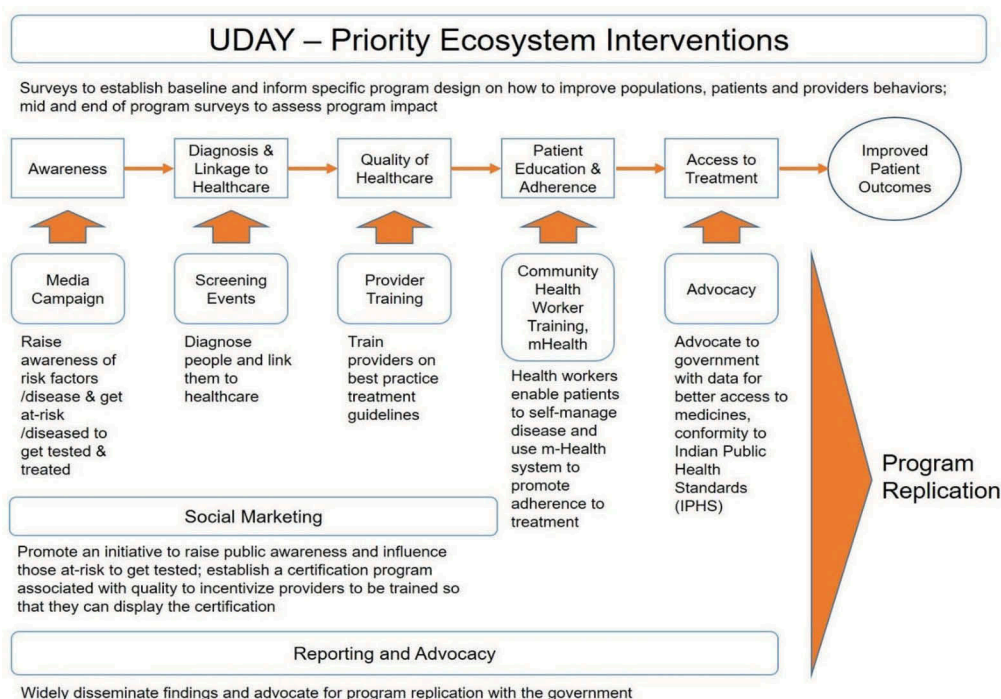 UDAY – Priority Ecosystem Interventions
Surveys to establish baseline and inform specific program design on how to improve populations, patients and providers behaviors;
mid and end of program surveys to assess program impact
Awareness
Diagnosis &
Linkage to
Healthcare
Quality of
Healthcare
Patient
Education &
Adherence
Access to
Treatment
Improved
Patient
Outcomes
Media
Campaign
Screening
Events
Provider
Training
Community
Health
Worker
Training,
mHealth
Advocacy
Raise
awareness of
risk factors
/disease & get
at-risk
/diseased to
get tested &
treated
Diagnose
people and link
them to
healthcare
Train
providers on
best practice
treatment
guidelines
Health workers
enable patients
to self-manage
disease and
use m-Health
system to
promote
adherence to
treatment
Advocate to
government
with data for
better access to
medicines,
conformity to
Indian Public
Health
Standards
(IPHS)
Program
Replication
Social Marketing
Promote an initiative to raise public awareness and influence
those at-risk to get tested; establish a certification program
associated with quality to incentivize providers to be trained so
that they can display the certification
Reporting and Advocacy
Widely disseminate findings and advocate for program replication with the government